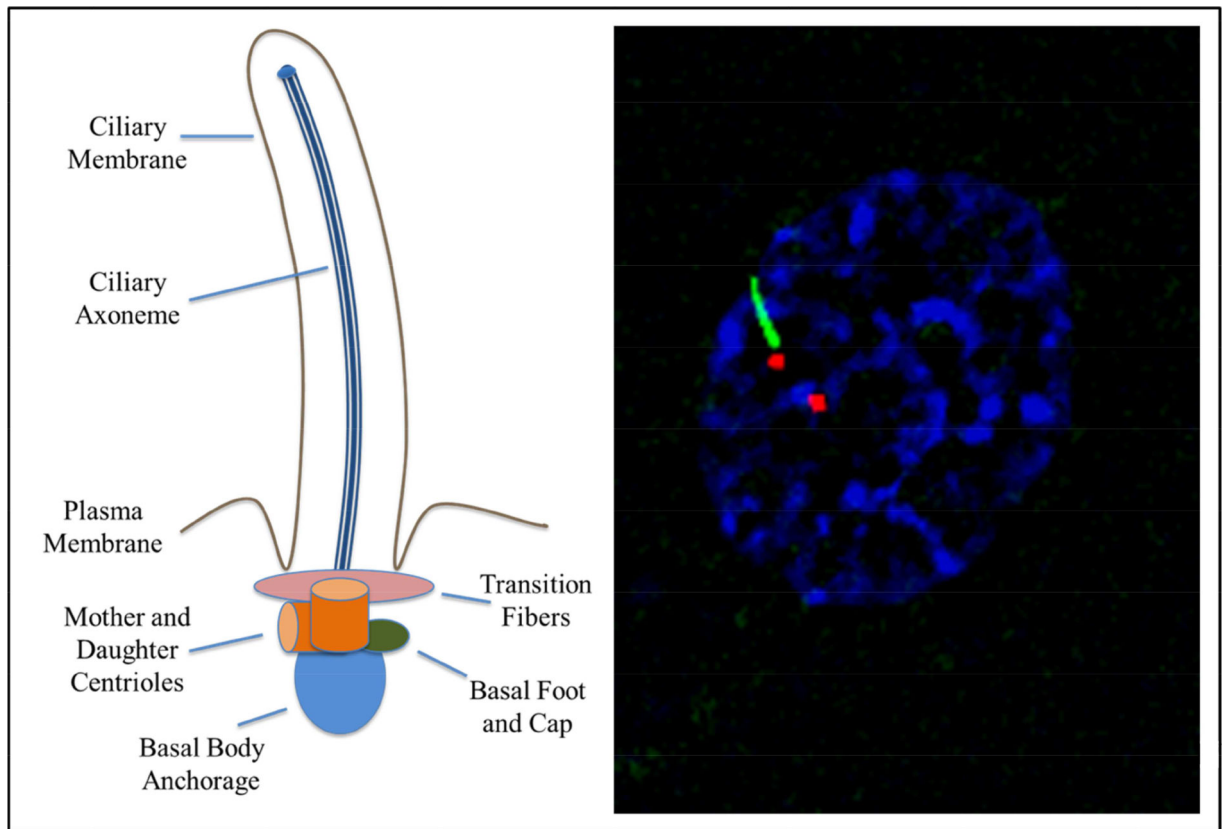 Ciliary
Membrane
Ciliary
Axoneme
Plasma
Membrane
Transition
Fibers
Mother and
Daughter
Centrioles
Basal Foot
and Cap
Basal Body
Anchorage